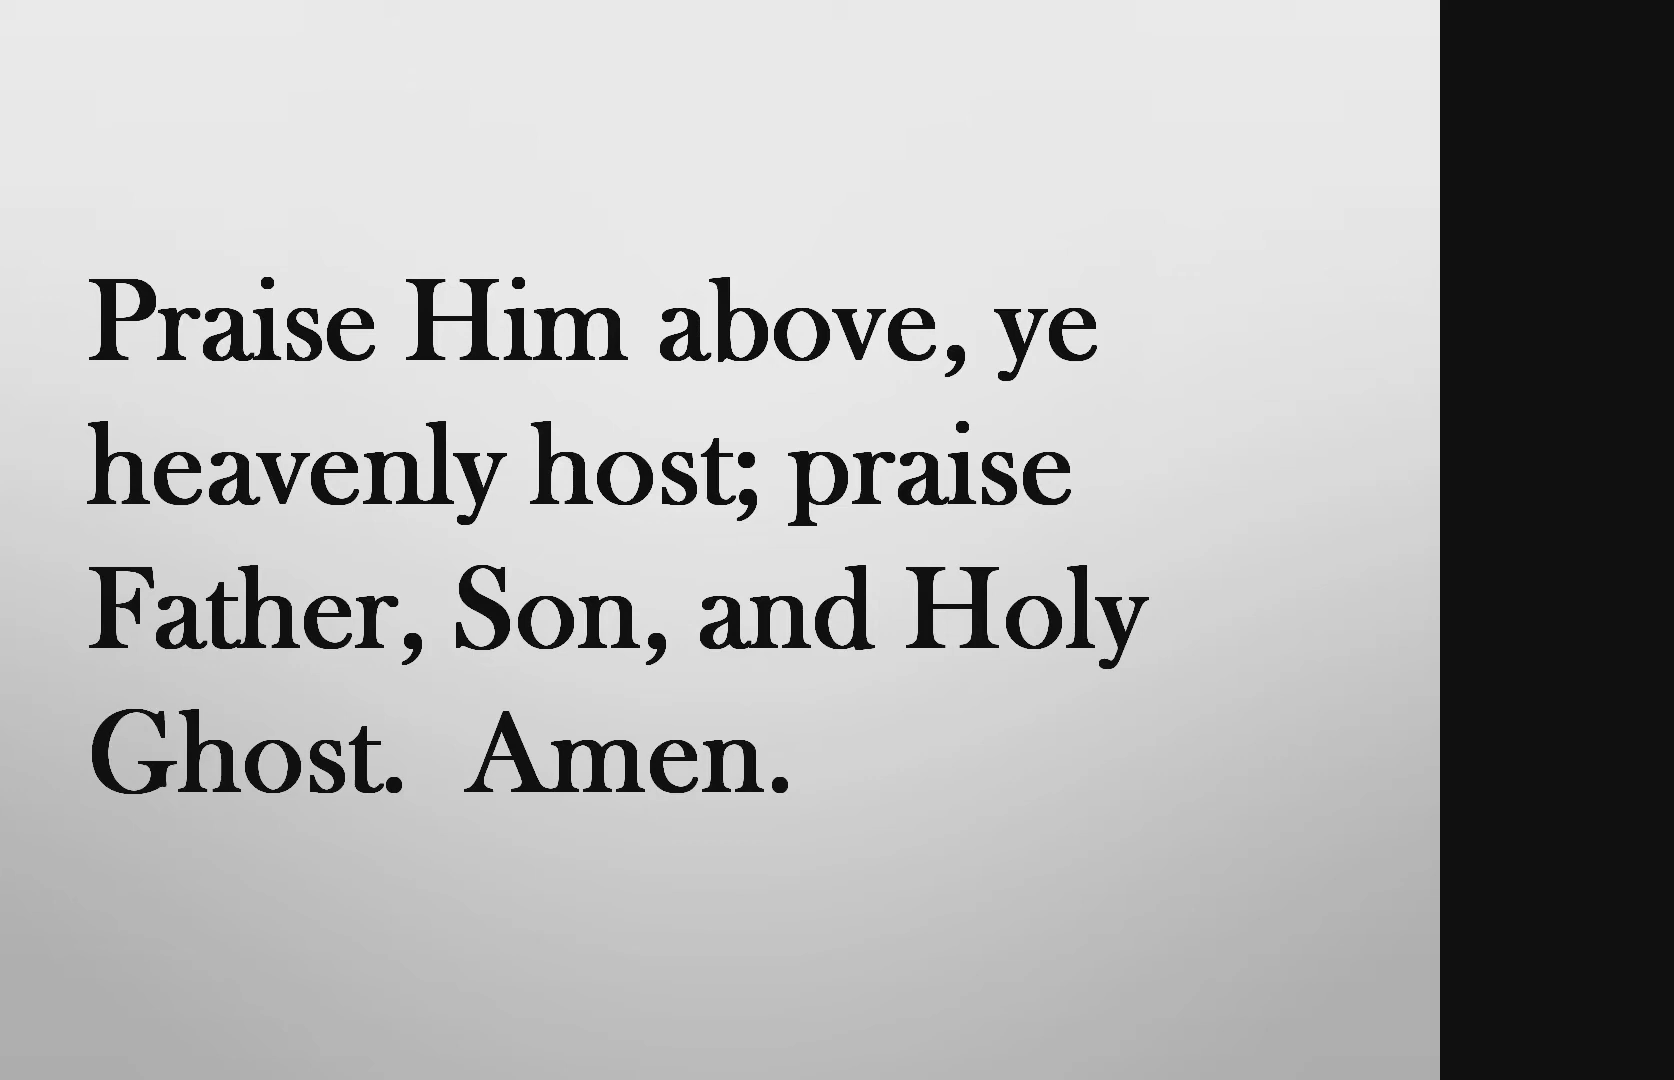 Praise Him above, ye
heavenly host; praise
Father, Son, and Holy
Ghost.  Amen.